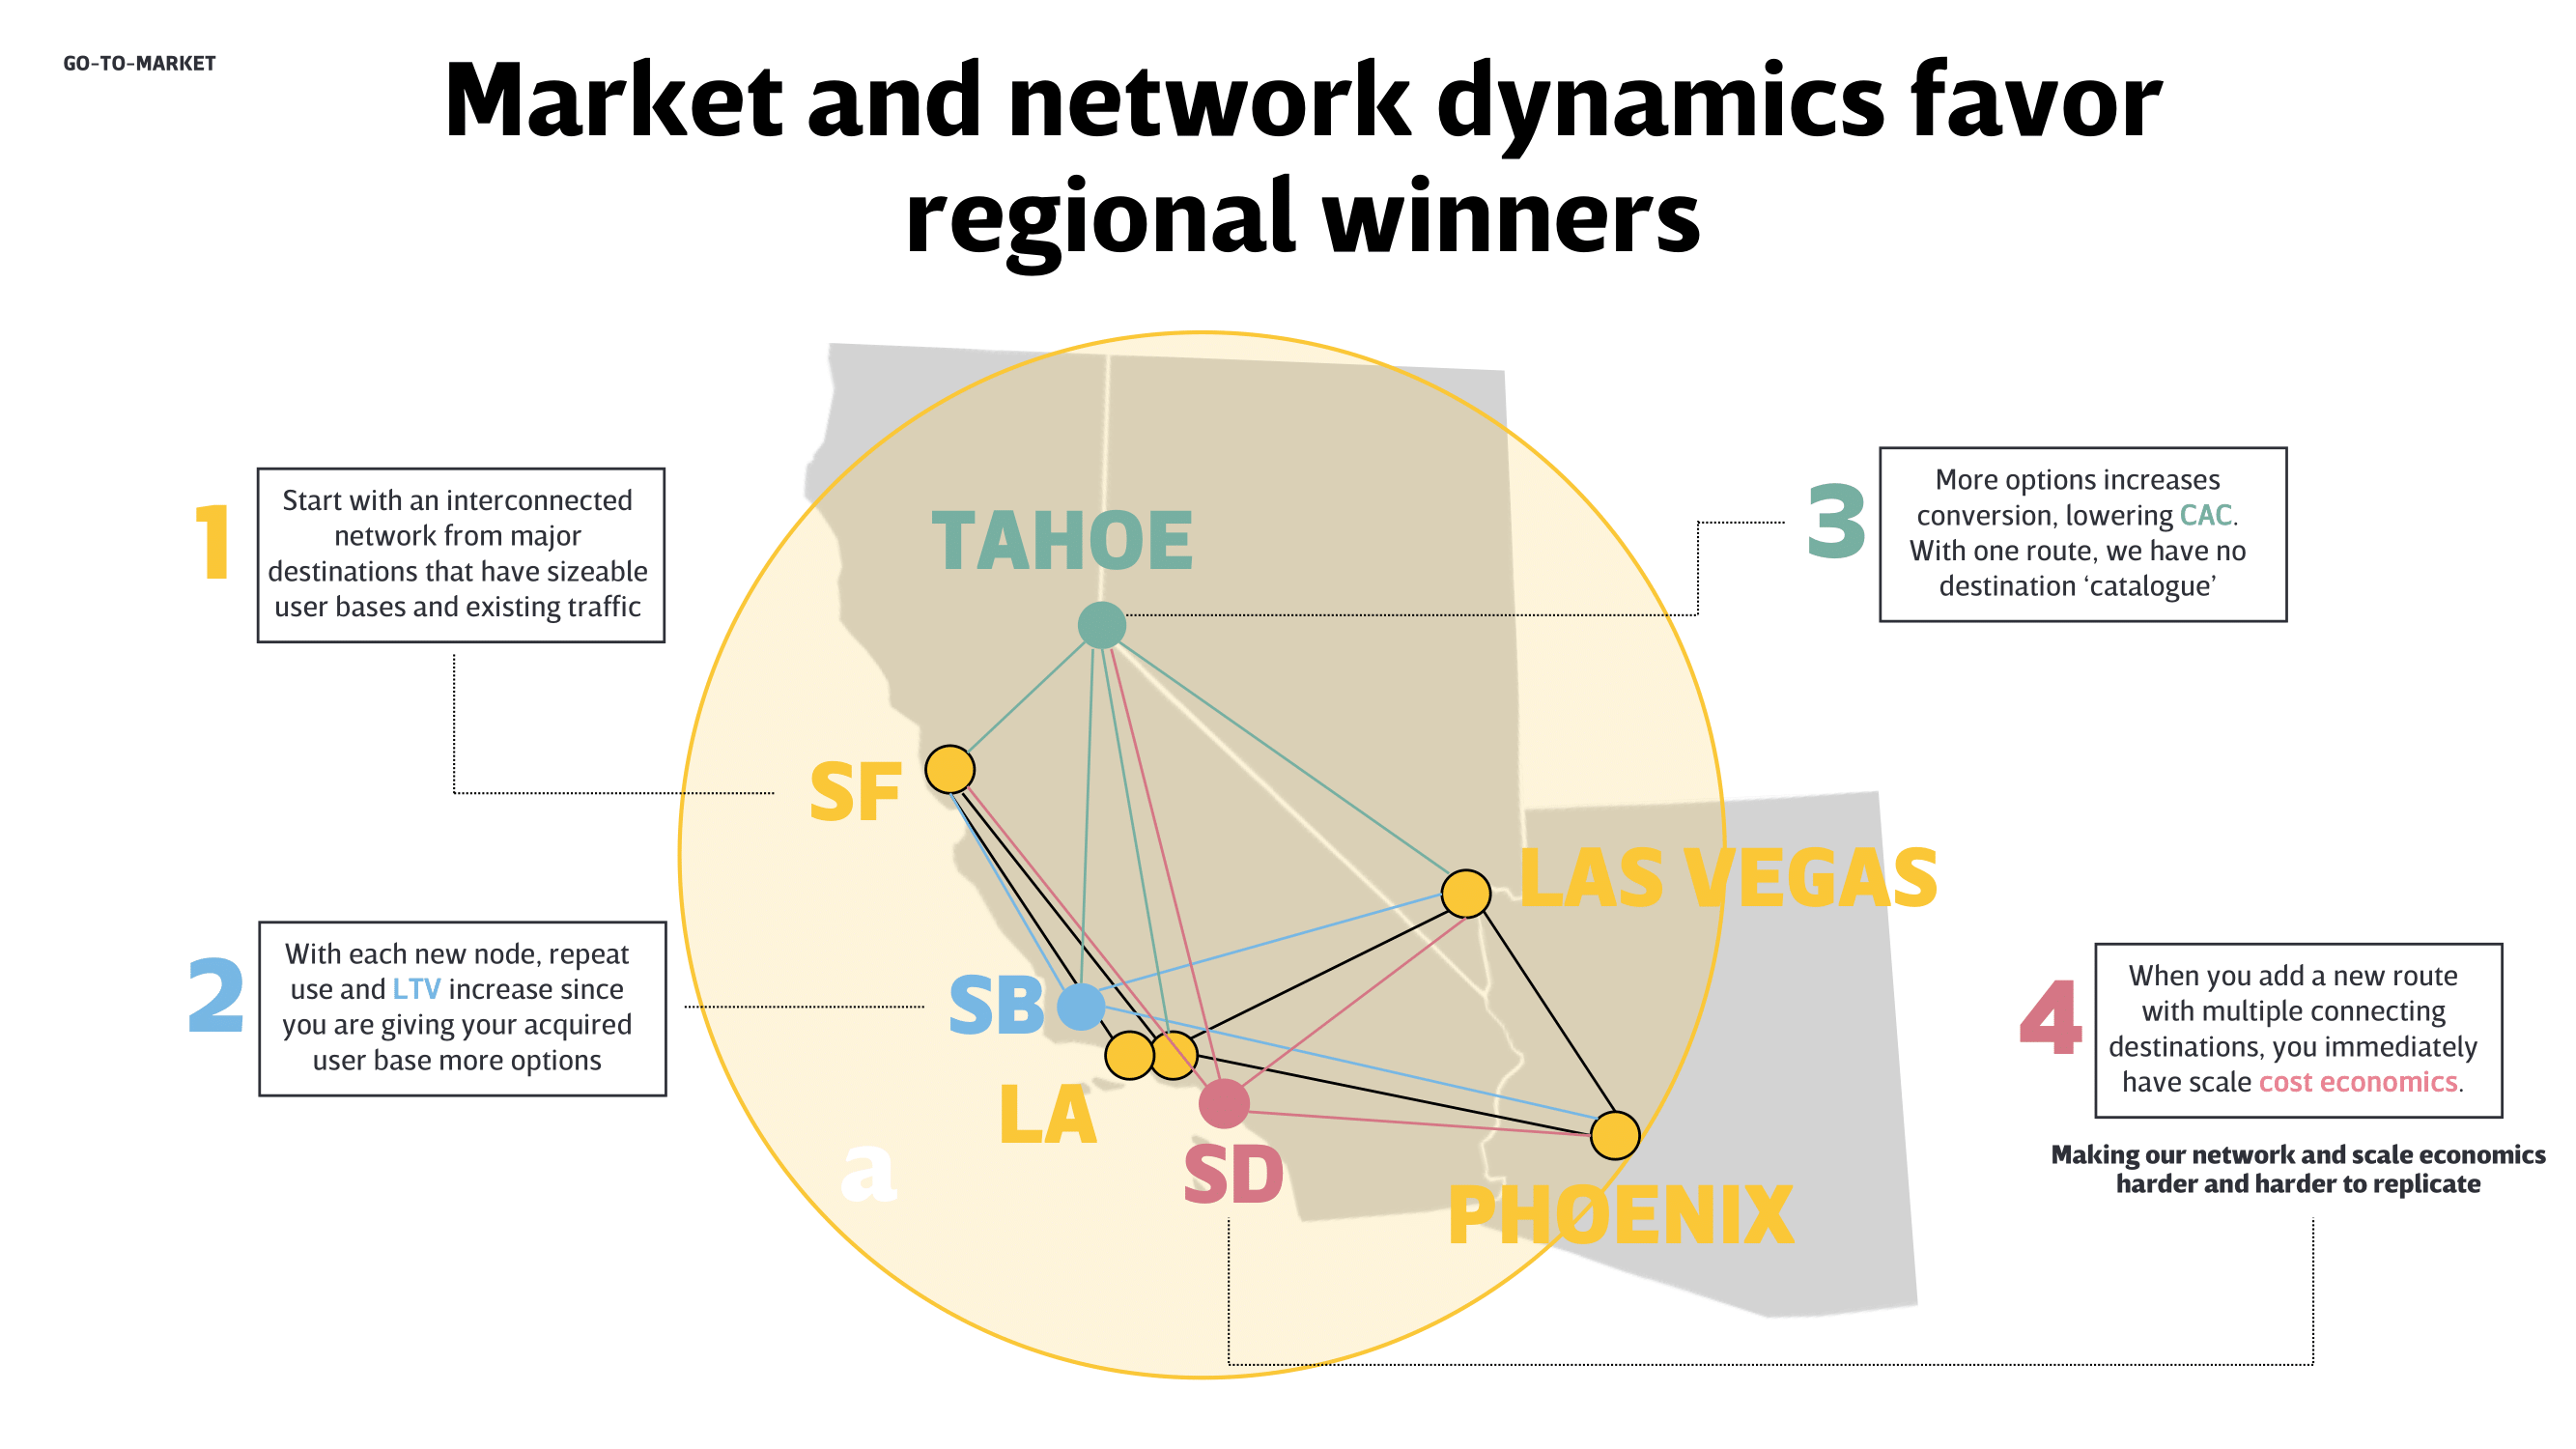 GO-TO-MARKET
Market and network dynamics favor
regional winners
1
Start with an interconnected
network from major
destinations that have sizeable
user bases and existing traffic
2
With each new node, repeat
use and LTV increase since
you are giving your acquired
user base more options
3
More options increases
conversion, lowering CAC.
With one route, we have no
destination ‘catalogue’
4
When you add a new route
with multiple connecting
destinations, you immediately
have scale cost economics.
Making our network and scale economics
harder and harder to replicate
TAHOE
SF
LAS VEGAS
SB
LA
a
SD
PHOENIX